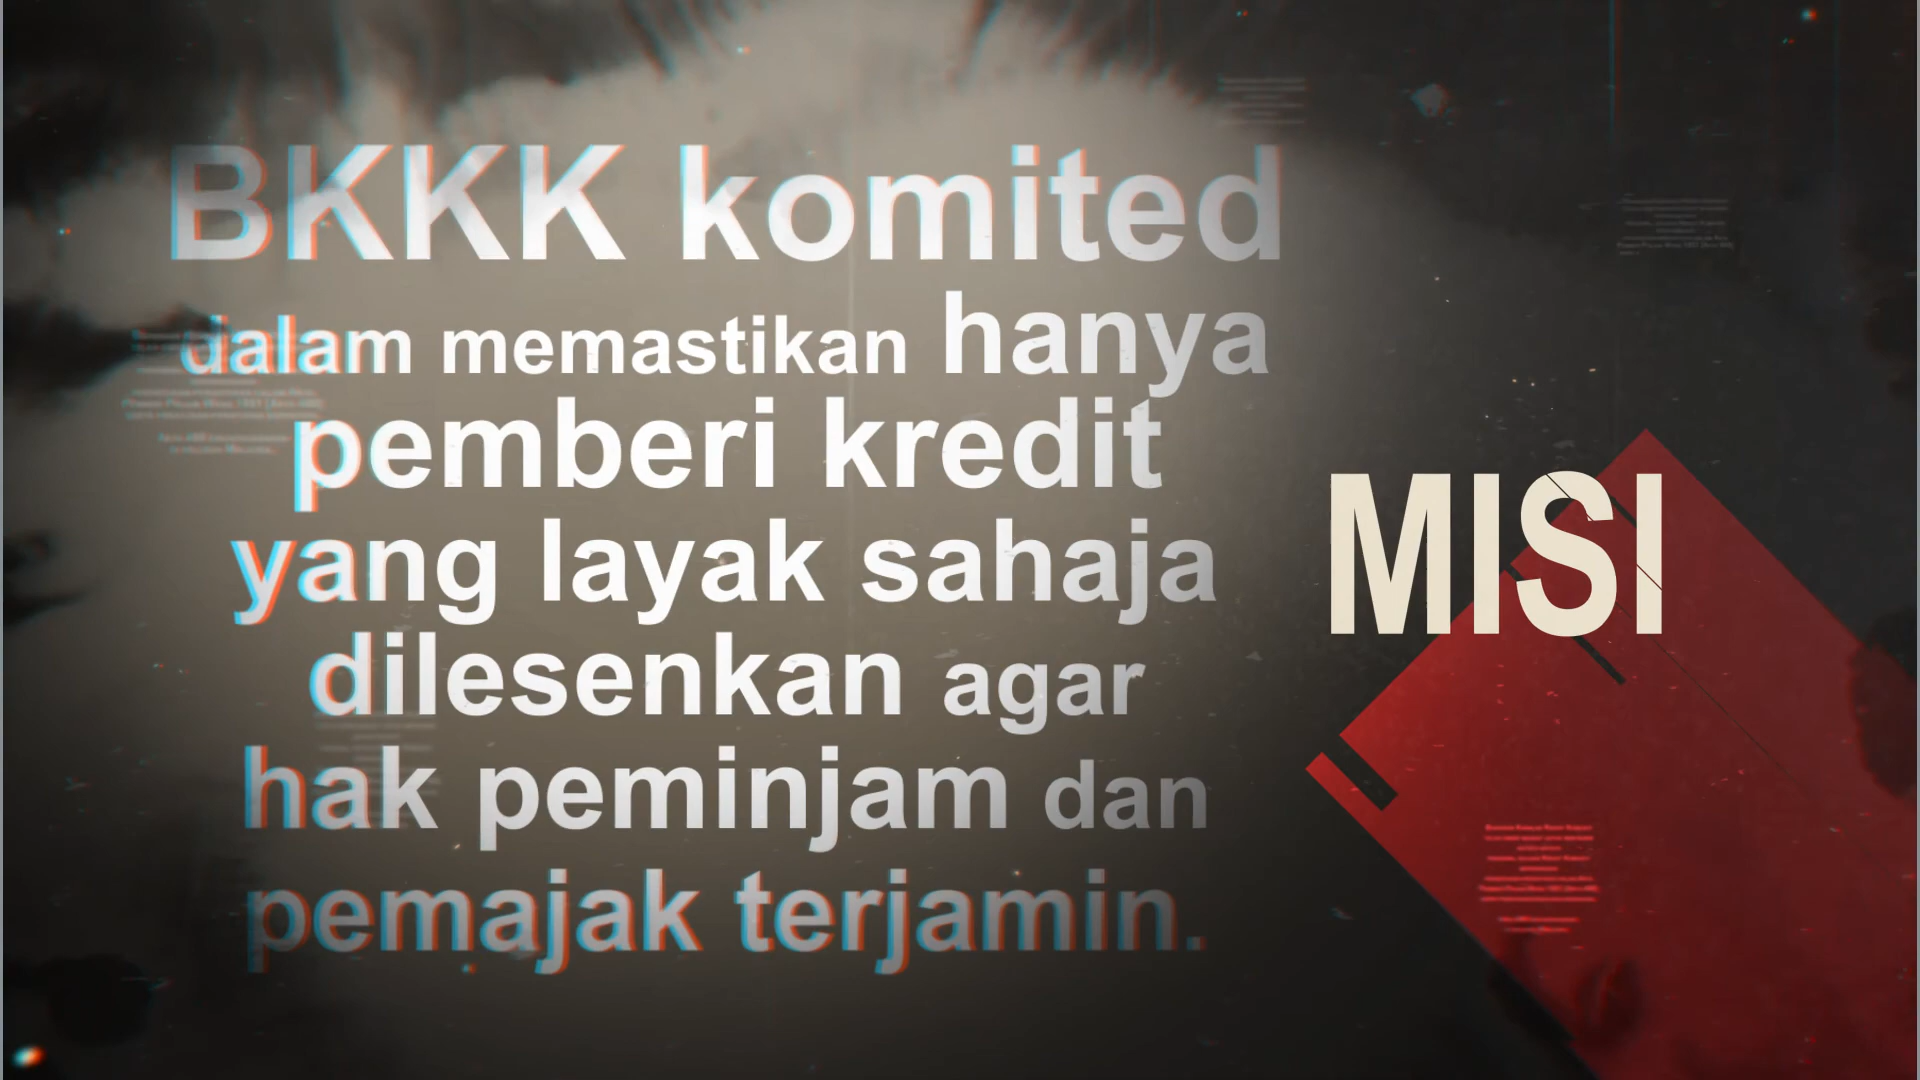 BKKK komited
dalam memastikan hanya
pemberi kredit
yang layak sahaja
dilesenkan agar
hak peminjam dan
pemajak terjamin.
MISI